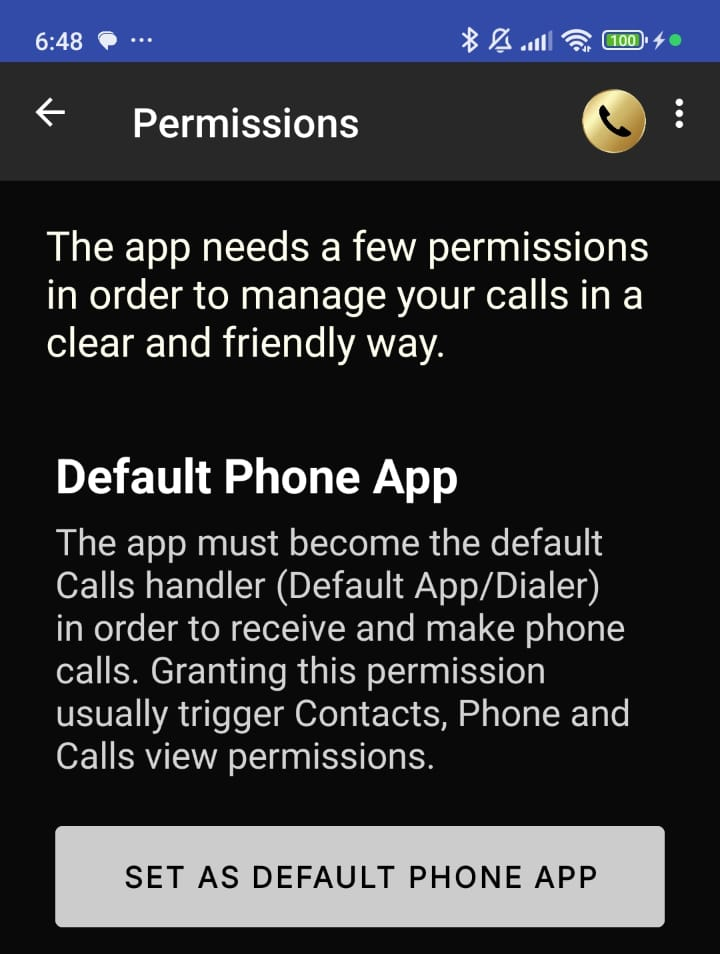 6:48
100
Permissions
The app needs a few permissions
in order to manage your calls in a
clear and friendly way.
Default Phone App
The app must become the default
Calls handler (Default App/Dialer)
in order to receive and make phone
calls. Granting this permission
usually trigger Contacts, Phone and
Calls view permissions.
SET AS DEFAULT PHONE APP